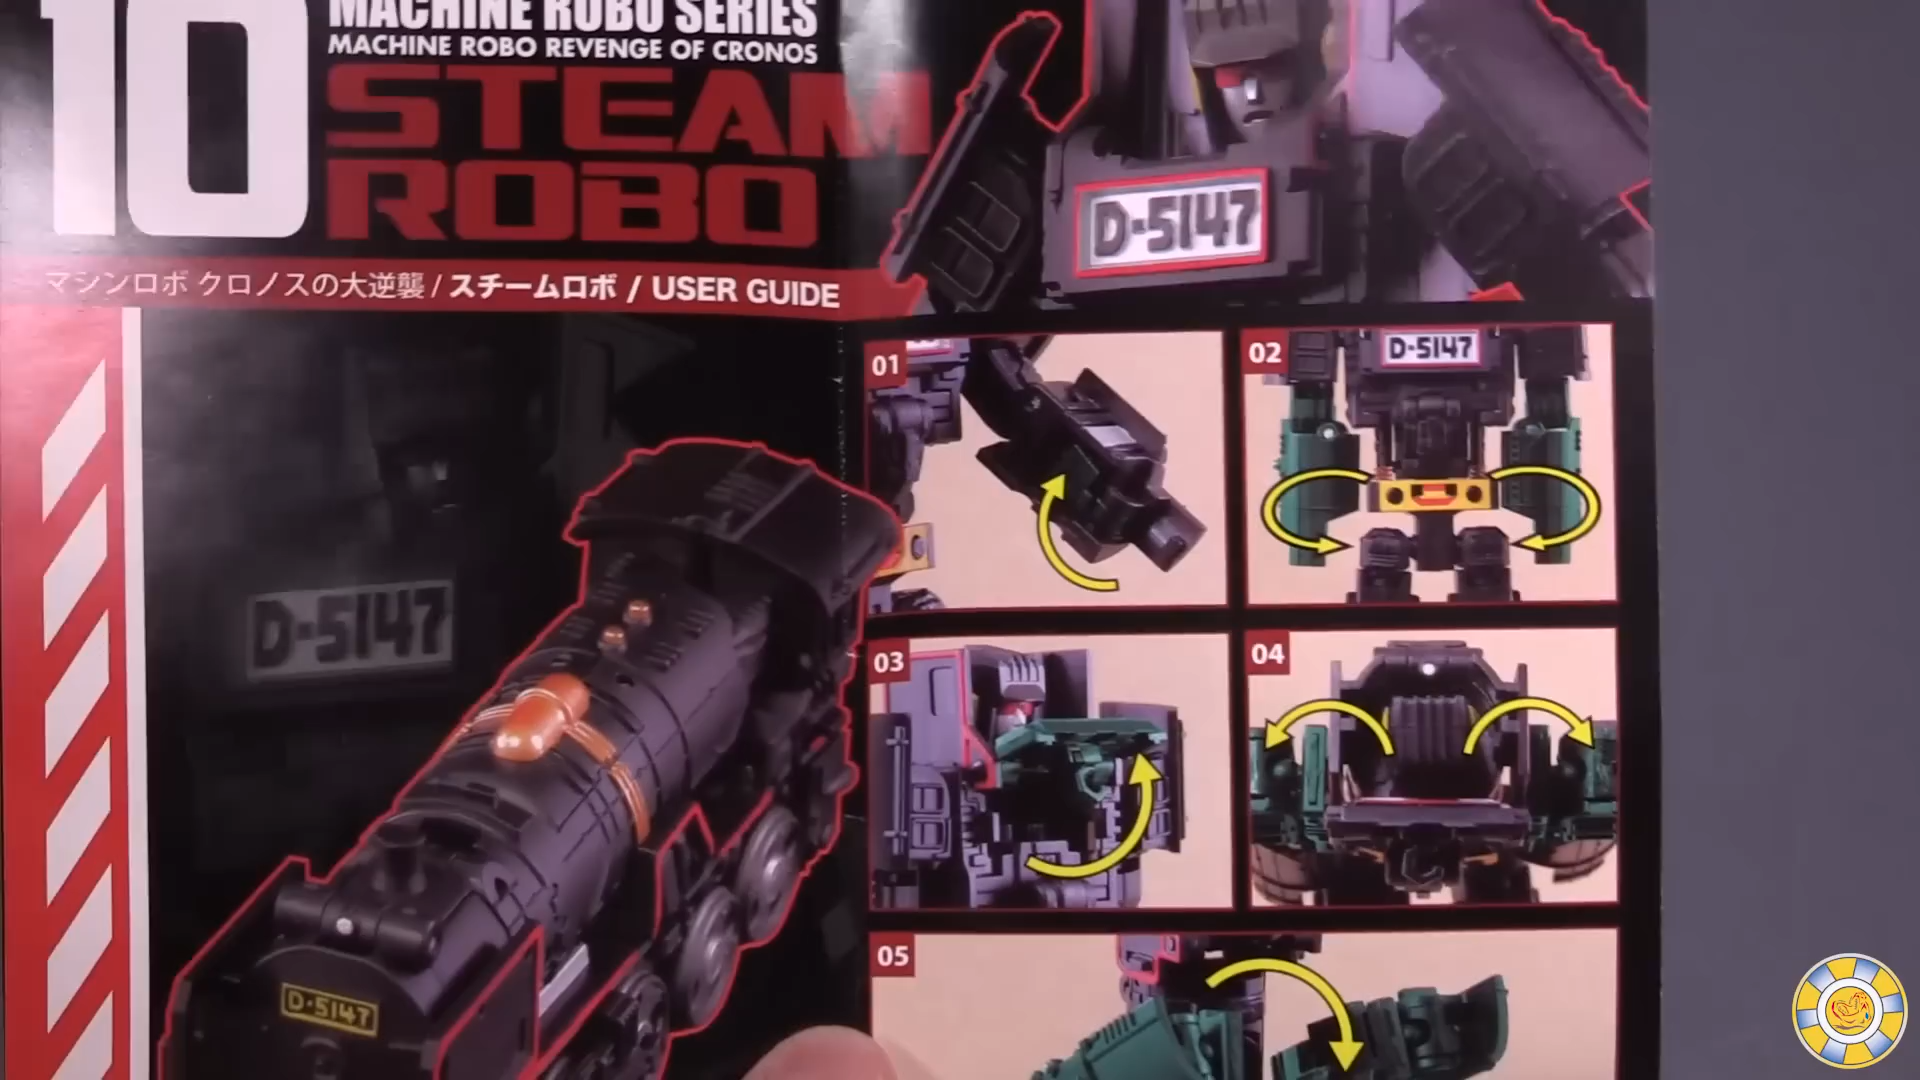 10
MACHINE ROBO SERIES
MACHINE ROBO REVENGE OF CRONOS
STEAM
ROBO
マシンロボ クロノスの大逆襲 / スチームロボ / USER GUIDE
D-5147
01
02
D-5147
D-5147
03
04
05
D-5147